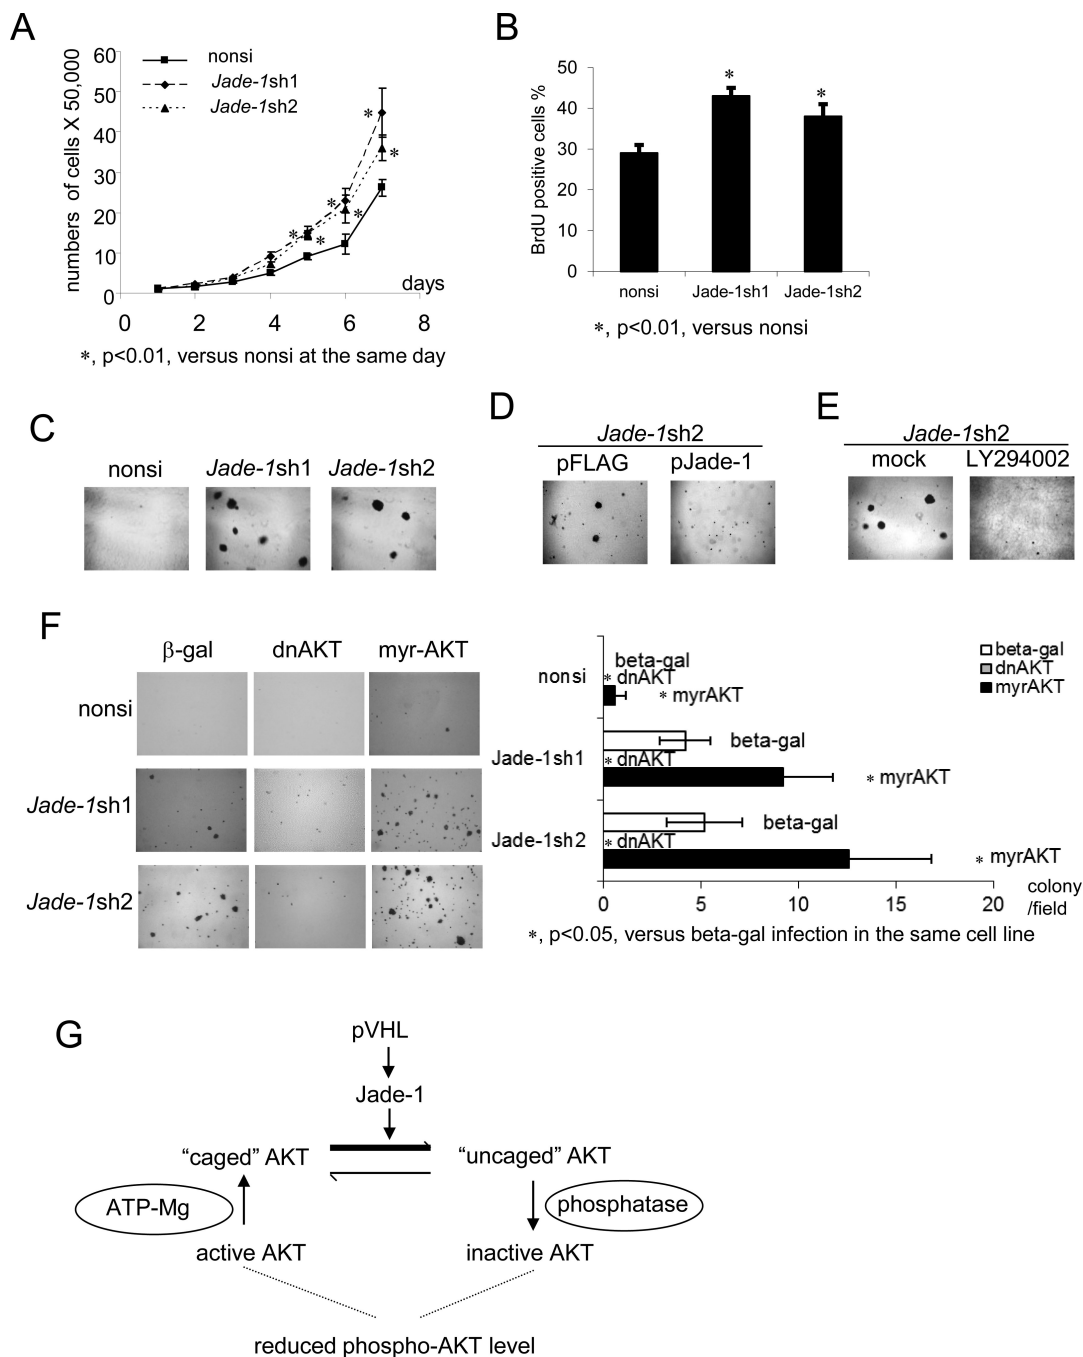 A
numbers of cells X 50,000
60
50
40
30
20
10
0
nonsi
Jade-1sh1
Jade-1sh2
*
*
*
*
*
*
days
0 2 4 6 8
*, p<0.01, versus nonsi at the same day
B
BrdU positive cells %
50
40
30
20
10
0
*
*
nonsi Jade-1sh1 Jade-1sh2
*, p<0.01, versus nonsi
C
nonsi Jade-1sh1 Jade-1sh2
D
Jade-1sh2
pFLAG pJade-1
E
Jade-1sh2
mock LY294002
F
β-gal dnAKT myr-AKT
nonsi
Jade-1sh1
Jade-1sh2
beta-gal
dnAKT
myrAKT
nonsi
beta-gal
* dnAKT
* myrAKT
Jade-1sh1
beta-gal
* dnAKT
* myrAKT
Jade-1sh2
beta-gal
* dnAKT
* myrAKT
0 5 10 15 20
colony
/field
*, p<0.05, versus beta-gal infection in the same cell line
G
pVHL
Jade-1
“caged” AKT “uncaged” AKT
ATP-Mg phosphatase
active AKT inactive AKT
reduced phospho-AKT level